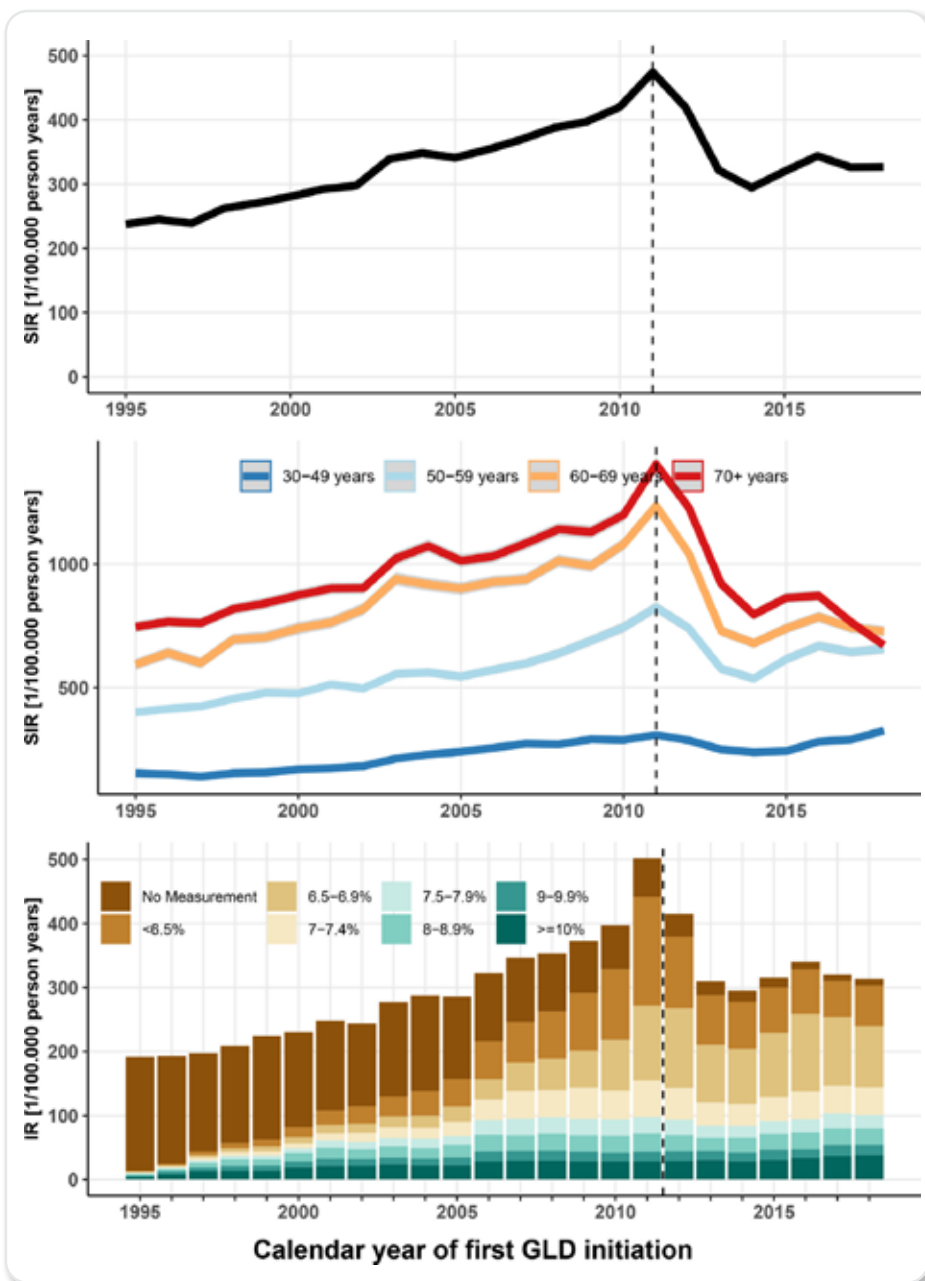 SIR [1/100.000 person years]
500
400
300
200
100
0
1995 2000 2005 2010 2015
SIR [1/100.000 person years]
30−49 years 50−59 years 60−69 years 70+ years
1000
500
1995 2000 2005 2010 2015
IR [1/100.000 person years]
500
400
300
200
100
0
No Measurement 6.5−6.9% 7.5−7.9% 9−9.9%
<6.5% 7−7.4% 8−8.9% >=10%
1995 2000 2005 2010 2015
Calendar year of first GLD initiation